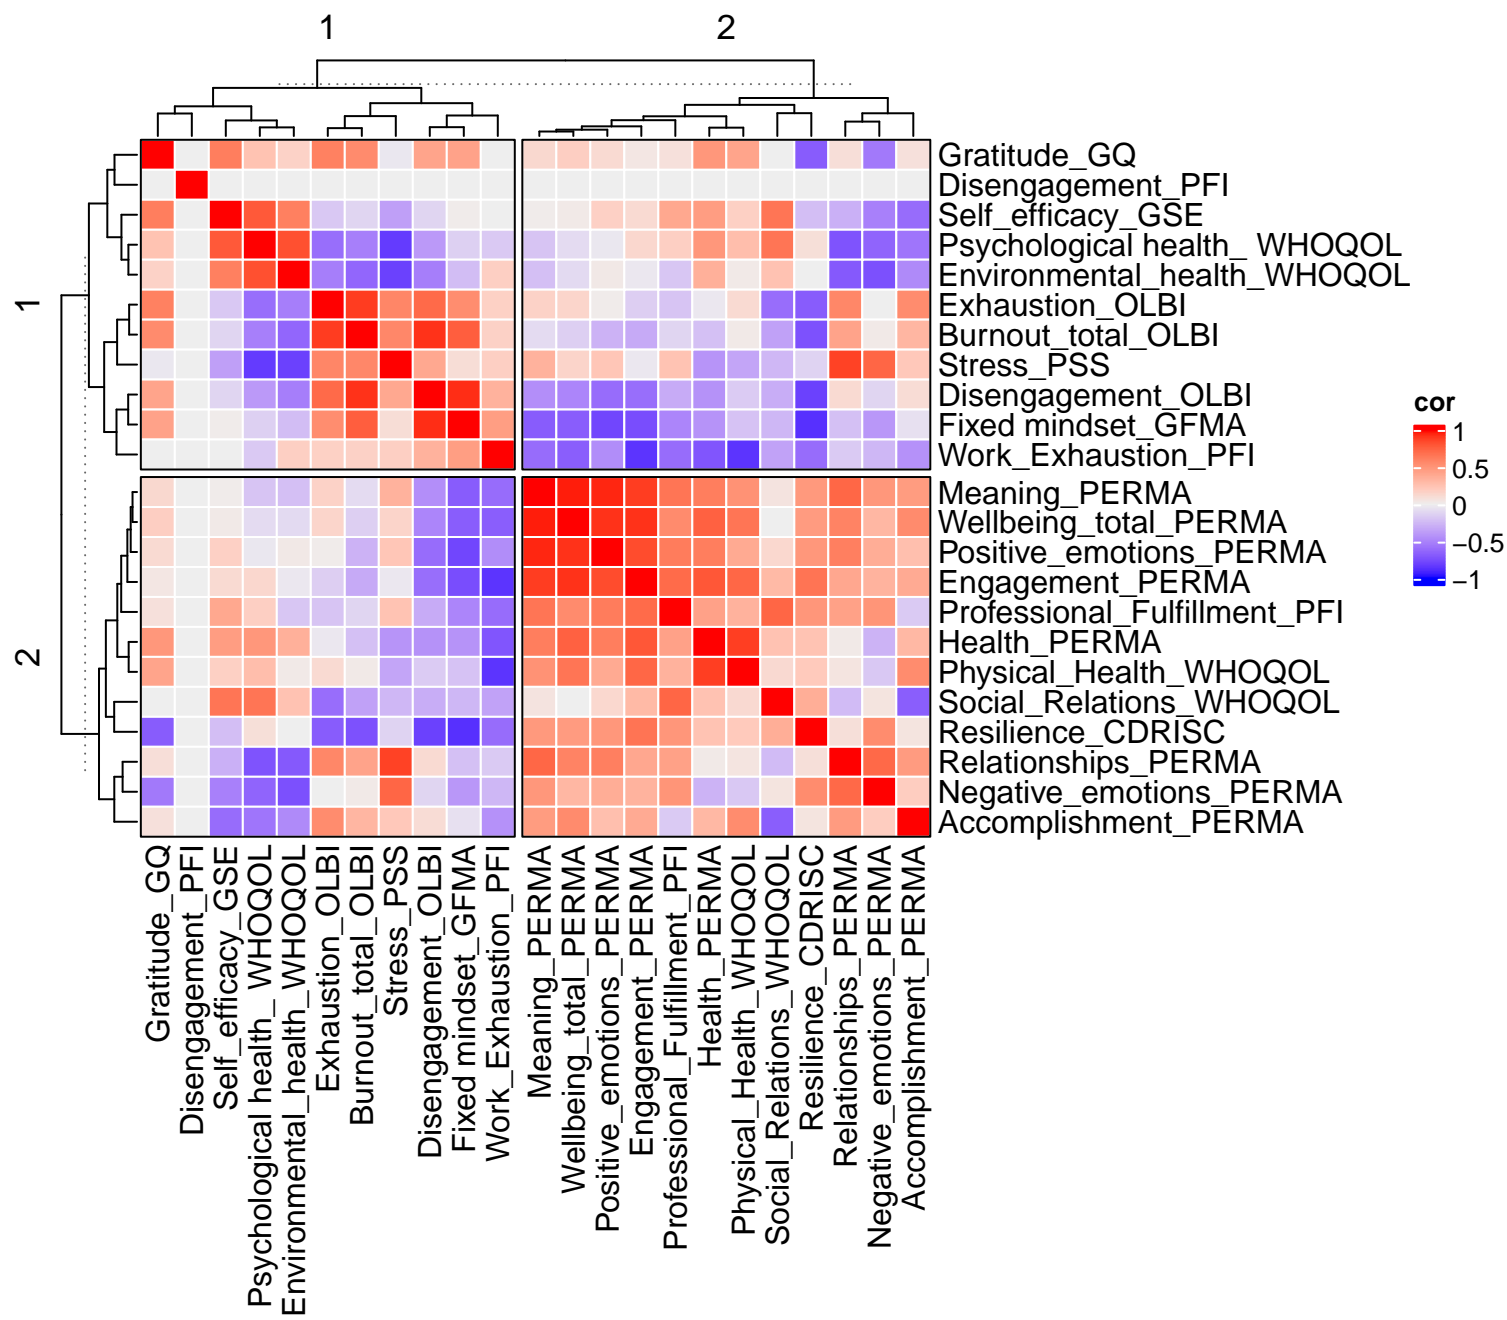 1
2
Gratitude_GQ
Disengagement_PFI
Self_efficacy_GSE
Psychological health_ WHOQOL
Environmental_health_WHOQOL
Exhaustion_OLBI
Burnout_total_OLBI
Stress_PSS
Disengagement_OLBI
Fixed mindset_GFMA
Work_Exhaustion_PFI
Meaning_PERMA
Wellbeing_total_PERMA
Positive_emotions_PERMA
Engagement_PERMA
Professional_Fulfillment_PFI
Health_PERMA
Physical_Health_WHOQOL
Social_Relations_WHOQOL
Resilience_CDRISC
Relationships_PERMA
Negative_emotions_PERMA
Accomplishment_PERMA
1
2
cor
1
0.5
0
−0.5
−1
Gratitude_GQ
Disengagement_PFI
Self_efficacy_GSE
Psychological health_ WHOQOL
Environmental_health_WHOQOL
Exhaustion_OLBI
Burnout_total_OLBI
Stress_PSS
Disengagement_OLBI
Fixed mindset_GFMA
Work_Exhaustion_PFI
Meaning_PERMA
Wellbeing_total_PERMA
Positive_emotions_PERMA
Engagement_PERMA
Professional_Fulfillment_PFI
Health_PERMA
Physical_Health_WHOQOL
Social_Relations_WHOQOL
Resilience_CDRISC
Relationships_PERMA
Negative_emotions_PERMA
Accomplishment_PERMA